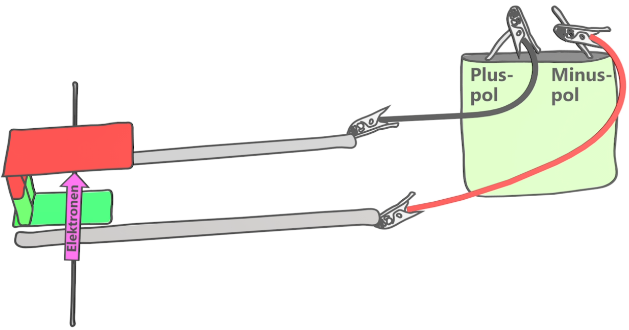 Plus-
pol
Minus-
pol
Elektronen